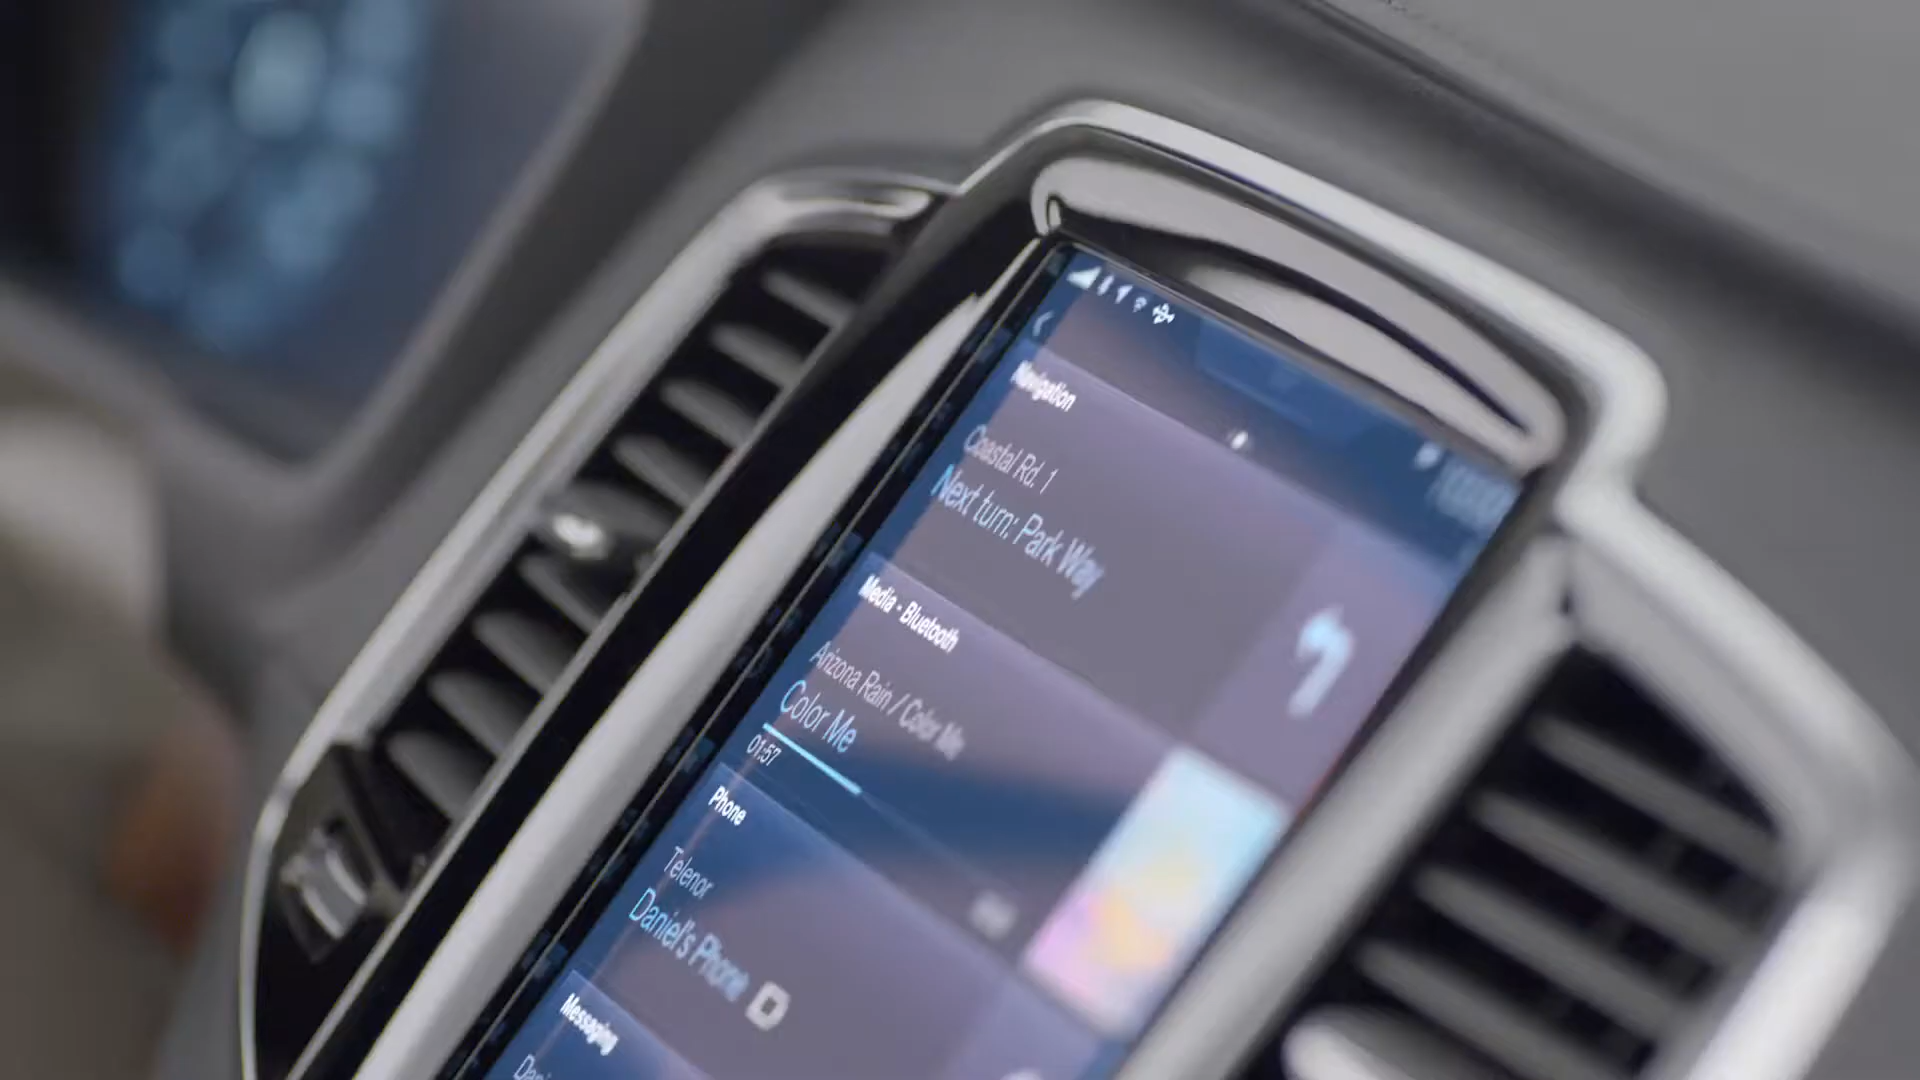 Navigation
Coastal Rd. 1
Next turn: Park Way
Media - Bluetooth
Arizona Rain / Color Me
Color Me
01:57
Phone
Telenor
Daniel's Phone
Messaging